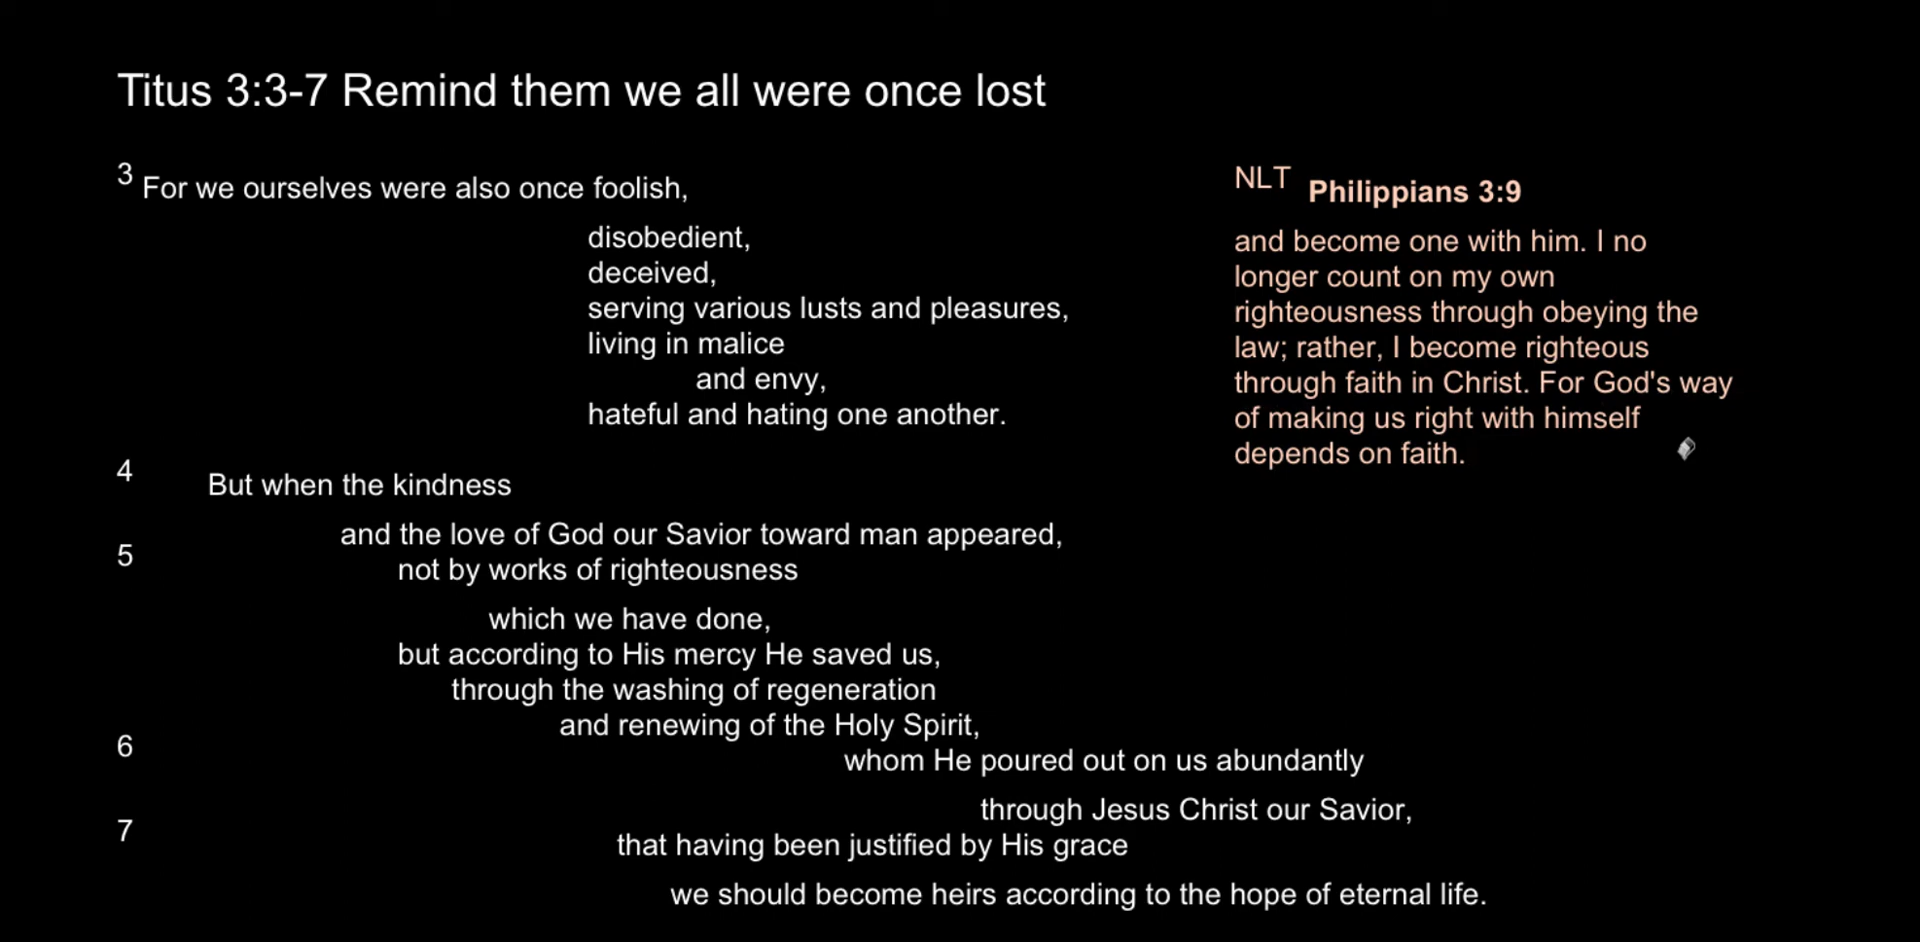 Titus 3:3-7 Remind them we all were once lost
3 For we ourselves were also once foolish,
disobedient,
deceived,
serving various lusts and pleasures,
living in malice
and envy,
hateful and hating one another.
4 But when the kindness
and the love of God our Savior toward man appeared,
5 not by works of righteousness
which we have done,
but according to His mercy He saved us,
through the washing of regeneration
and renewing of the Holy Spirit,
6 whom He poured out on us abundantly
through Jesus Christ our Savior,
7 that having been justified by His grace
we should become heirs according to the hope of eternal life.
NLT Philippians 3:9
and become one with him. I no
longer count on my own
righteousness through obeying the
law; rather, I become righteous
through faith in Christ. For God's way
of making us right with himself
depends on faith.